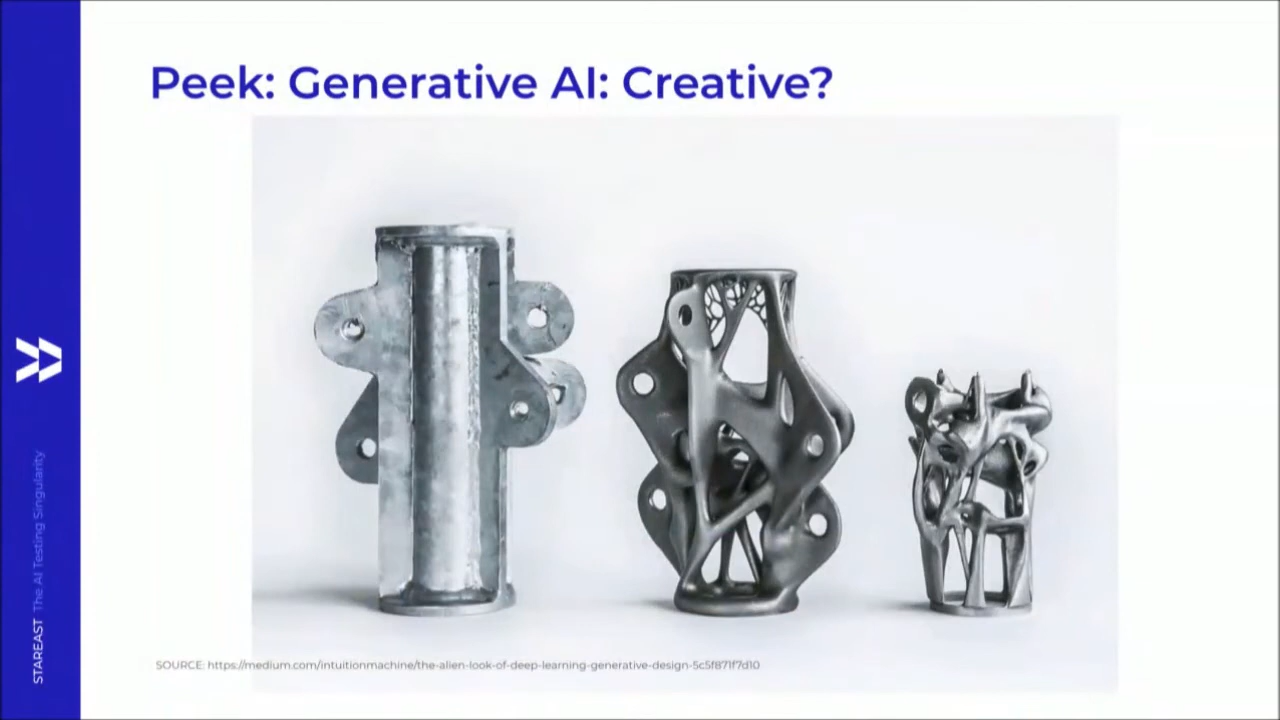 Peek: Generative AI: Creative?
SOURCE: https://medium.com/intuitionmachine/the-alien-look-of-deep-learning-generative-design-5c5f871f7d10
STAREAST The AI Testing Singularity